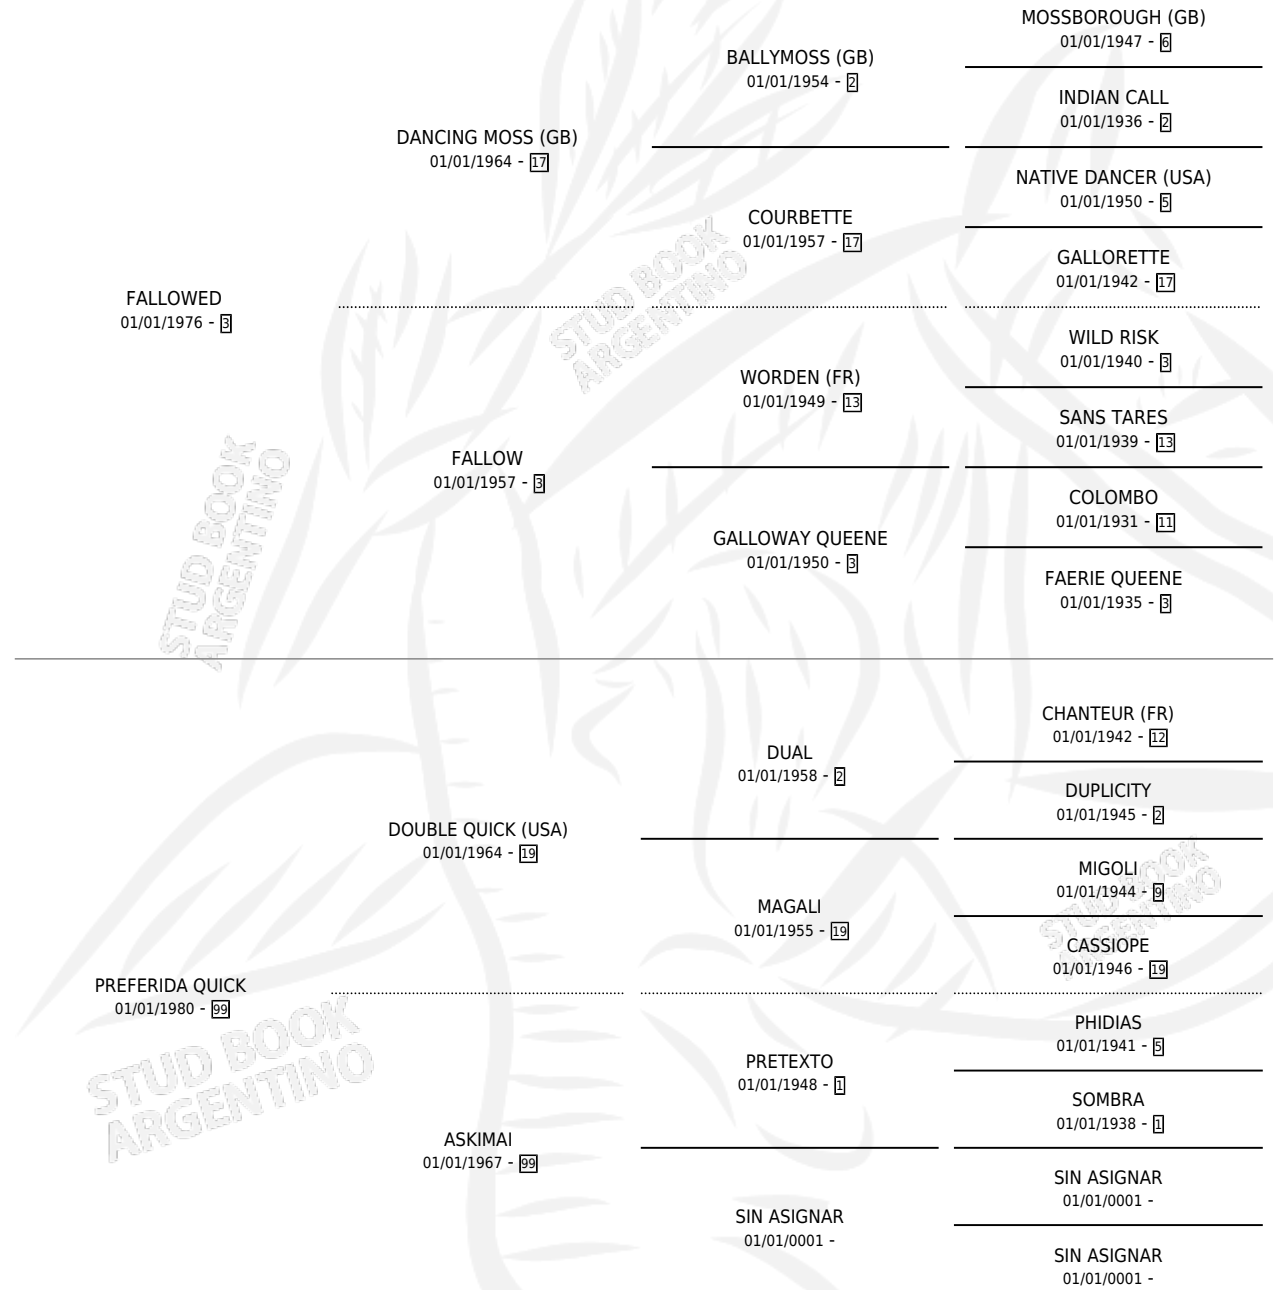 MOSSBOROUGH (GB)
01/01/1947 - 6
BALLYMOSS (GB)
01/01/1954 - 2
INDIAN CALL
01/01/1936 - 2
DANCING MOSS (GB)
01/01/1964 - 17
NATIVE DANCER (USA)
01/01/1950 - 5
COURBETTE
01/01/1957 - 17
GALLORETTE
01/01/1942 - 17
FALLOWED
01/01/1976 - 3
WILD RISK
01/01/1940 - 3
WORDEN (FR)
01/01/1949 - 13
SANS TARES
01/01/1939 - 13
FALLOW
01/01/1957 - 3
COLOMBO
01/01/1931 - 11
GALLOWAY QUEENE
01/01/1950 - 3
FAERIE QUEENE
01/01/1935 - 3
STUD BOOK
ARGENTINO
STUD BOOK
ARGENTINO
CHANTEUR (FR)
01/01/1942 - 12
DUAL
01/01/1958 - 2
DUPLICITY
01/01/1945 - 2
DOUBLE QUICK (USA)
01/01/1964 - 19
MIGOLI
01/01/1944 - 9
MAGALI
01/01/1955 - 19
CASSIOPE
01/01/1946 - 19
STUD BOOK
ARGENTINO
PREFERIDA QUICK
01/01/1980 - 99
PHIDIAS
01/01/1941 - 5
PRETEXTO
01/01/1948 - 1
SOMBRA
01/01/1938 - 1
STUD BOOK
ARGENTINO
ASKIMAI
01/01/1967 - 99
SIN ASIGNAR
01/01/0001 -
SIN ASIGNAR
01/01/0001 -
SIN ASIGNAR
01/01/0001 -